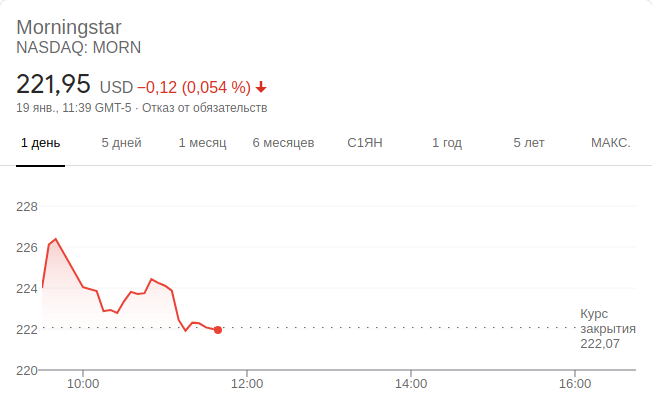 Morningstar
NASDAQ: MORN
221,95 USD −0,12 (0,054 %)
19 янв., 11:39 GMT-5 · Отказ от обязательств
1 день 5 дней 1 месяц 6 месяцев С1ЯН 1 год 5 лет МАКС.
228
226
224
222
220
Курс
закрытия
222,07
10:00 12:00 14:00 16:00